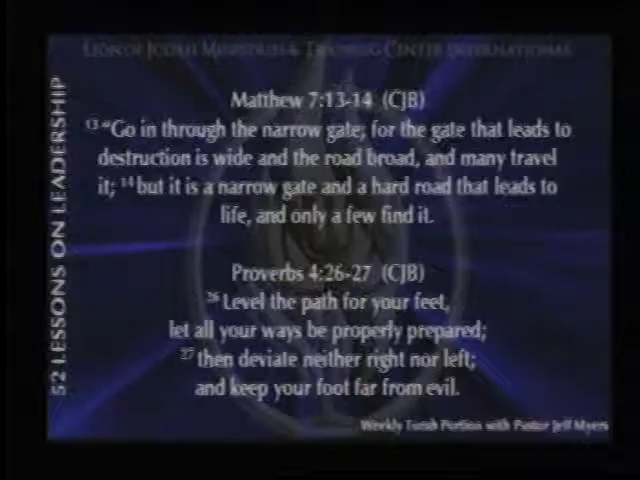 Lion of Judah Ministries & Training Center International
52 LESSONS ON LEADERSHIP
Matthew 7:13-14 (CJB)
13 "Go in through the narrow gate; for the gate that leads to
destruction is wide and the road broad, and many travel
it; 14 but it is a narrow gate and a hard road that leads to
life, and only a few find it.
Proverbs 4:26-27 (CJB)
26 Level the path for your feet,
let all your ways be properly prepared;
27 then deviate neither right nor left;
and keep your foot far from evil.
Weekly Torah Portion with Pastor Jeff Myers